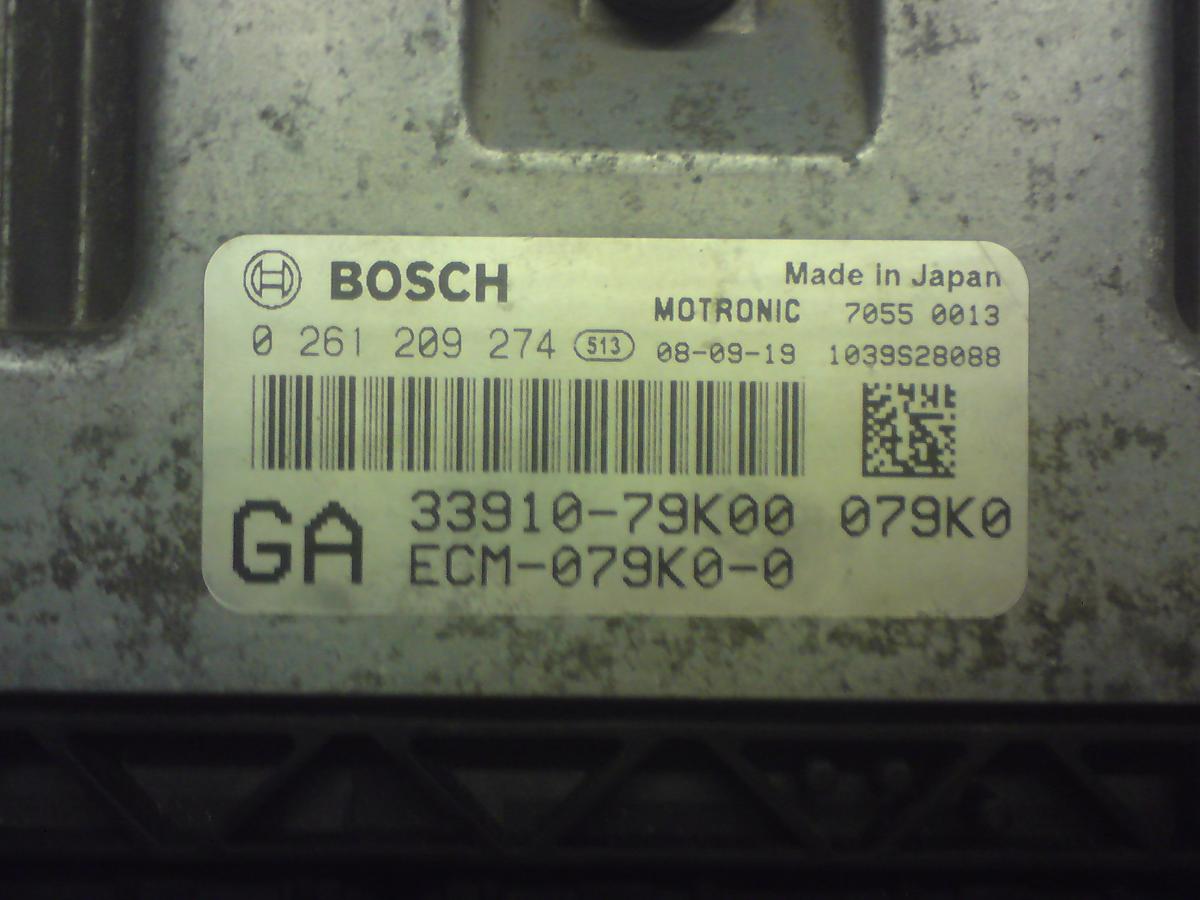 BOSCH
Made in Japan
MOTRONIC 7055 0013
0 261 209 274 513 08-09-19 1039S28088
GA 33910-79K00 079K0
ECM-079K0-0